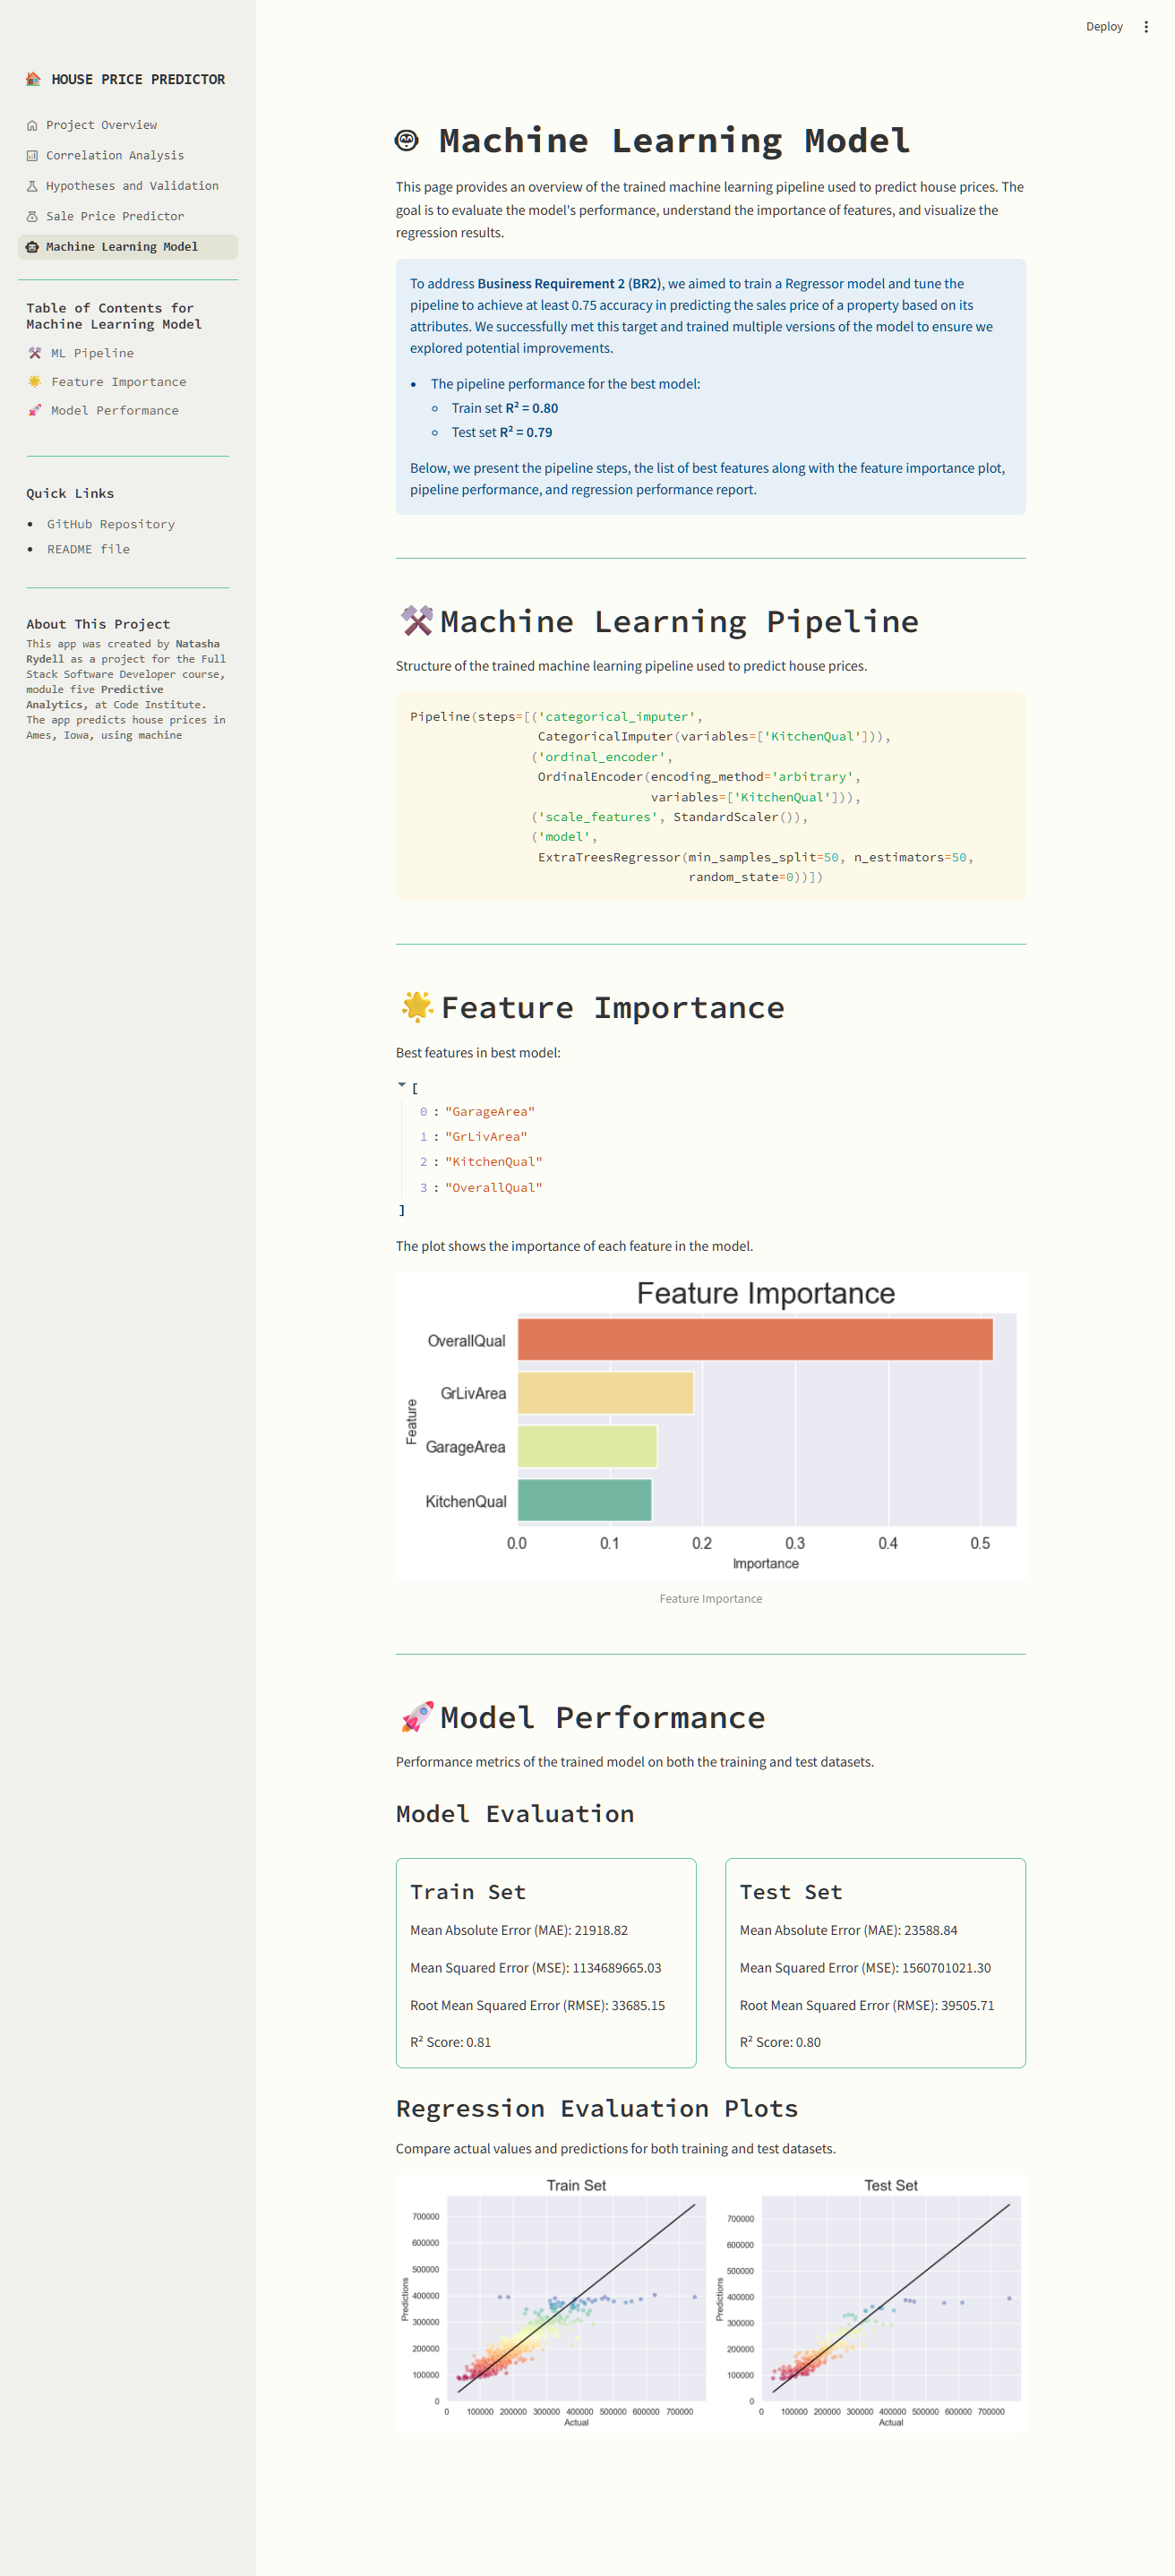 Deploy
HOUSE PRICE PREDICTOR
Project Overview
Correlation Analysis
Hypotheses and Validation
Sale Price Predictor
Machine Learning Model
Table of Contents for
Machine Learning Model
ML Pipeline
Feature Importance
Model Performance
Quick Links
• GitHub Repository
• README file
About This Project
This app was created by Natasha
Rydell as a project for the Full
Stack Software Developer course,
module five Predictive
Analytics, at Code Institute.
The app predicts house prices in
Ames, Iowa, using machine
Machine Learning Model
This page provides an overview of the trained machine learning pipeline used to predict house prices. The
goal is to evaluate the model's performance, understand the importance of features, and visualize the
regression results.
To address Business Requirement 2 (BR2), we aimed to train a Regressor model and tune the
pipeline to achieve at least 0.75 accuracy in predicting the sales price of a property based on its
attributes. We successfully met this target and trained multiple versions of the model to ensure we
explored potential improvements.
• The pipeline performance for the best model:
◦ Train set R² = 0.80
◦ Test set R² = 0.79
Below, we present the pipeline steps, the list of best features along with the feature importance plot,
pipeline performance, and regression performance report.
Machine Learning Pipeline
Structure of the trained machine learning pipeline used to predict house prices.
Pipeline(steps=[('categorical_imputer',
CategoricalImputer(variables=['KitchenQual'])),
('ordinal_encoder',
OrdinalEncoder(encoding_method='arbitrary',
variables=['KitchenQual'])),
('scale_features', StandardScaler()),
('model',
ExtraTreesRegressor(min_samples_split=50, n_estimators=50,
random_state=0))])
Feature Importance
Best features in best model:
[
0 : "GarageArea"
1 : "GrLivArea"
2 : "KitchenQual"
3 : "OverallQual"
]
The plot shows the importance of each feature in the model.
Feature Importance
Feature
OverallQual
GrLivArea
GarageArea
KitchenQual
0.0 0.1 0.2 0.3 0.4 0.5
Importance
Feature Importance
Model Performance
Performance metrics of the trained model on both the training and test datasets.
Model Evaluation
Train Set
Mean Absolute Error (MAE): 21918.82
Mean Squared Error (MSE): 1134689665.03
Root Mean Squared Error (RMSE): 33685.15
R² Score: 0.81
Test Set
Mean Absolute Error (MAE): 23588.84
Mean Squared Error (MSE): 1560701021.30
Root Mean Squared Error (RMSE): 39505.71
R² Score: 0.80
Regression Evaluation Plots
Compare actual values and predictions for both training and test datasets.
Train Set
Predictions
700000
600000
500000
400000
300000
200000
100000
0
0 100000 200000 300000 400000 500000 600000 700000
Actual
Test Set
Predictions
700000
600000
500000
400000
300000
200000
100000
0
0 100000 200000 300000 400000 500000 600000 700000
Actual